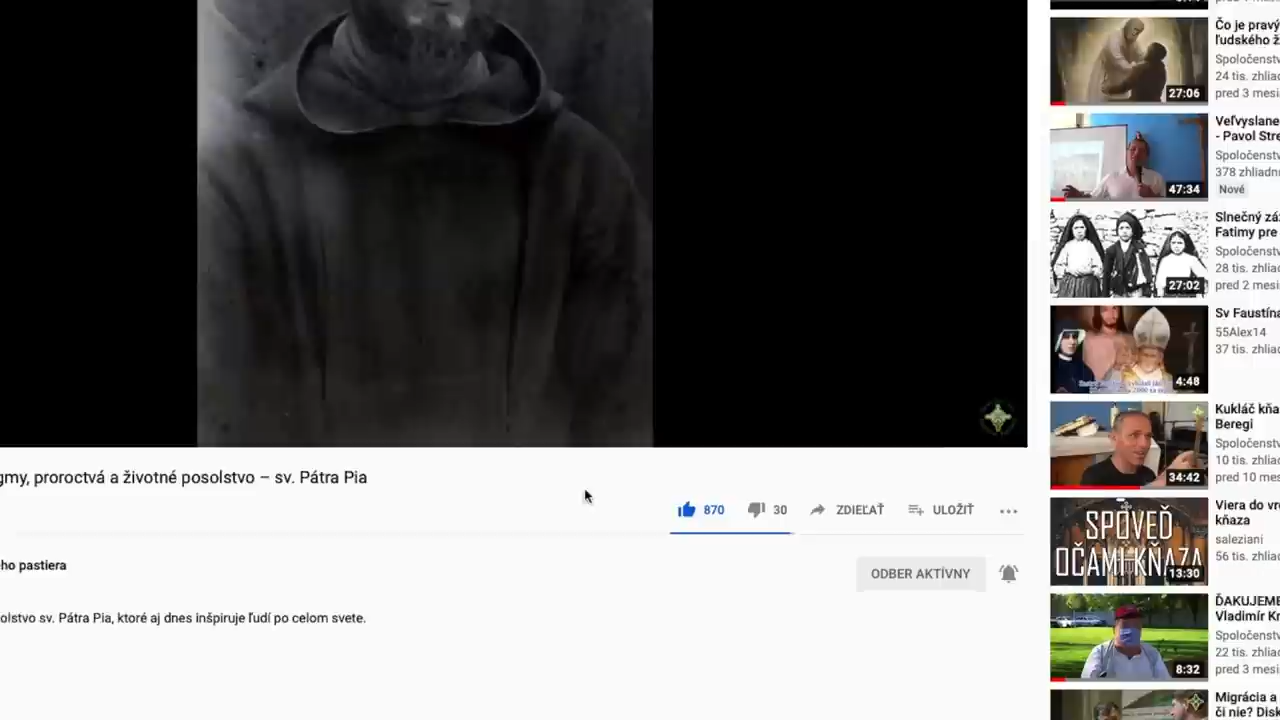 gmy, proroctvá a životné posolstvo – sv. Pátra Pia
870
30
ZDIEĽAŤ
ULOŽIŤ
ho pastiera
ODBER AKTÍVNY
olstvo sv. Pátra Pia, ktoré aj dnes inšpiruje ľudí po celom svete.
27:06
Čo je pravý
ľudského ž
Spoločenstv
24 tis. zhliad
pred 3 mesi
47:34
Veľvyslane
- Pavol Stre
Spoločenstv
378 zhliadn
Nové
27:02
Slnečný zá
Fatimy pre
Spoločenstv
28 tis. zhliad
pred 2 mesi
4:48
Sv Faustína
55Alex14
37 tis. zhliad
34:42
Kukláč kňa
Beregi
Spoločenstv
10 tis. zhliad
pred 10 mes
SPOVEĎ
OČAMI KŇAZA
13:30
Viera do vre
kňaza
saleziani
56 tis. zhliad
8:32
ĎAKUJEME
Vladimír Kr
Spoločenstv
22 tis. zhliad
pred 3 mesi
Migrácia a
či nie? Disk